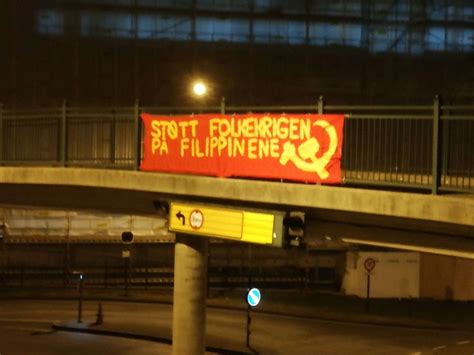 STØTT FOLKEKRIGEN
PÅ FILIPPINENE